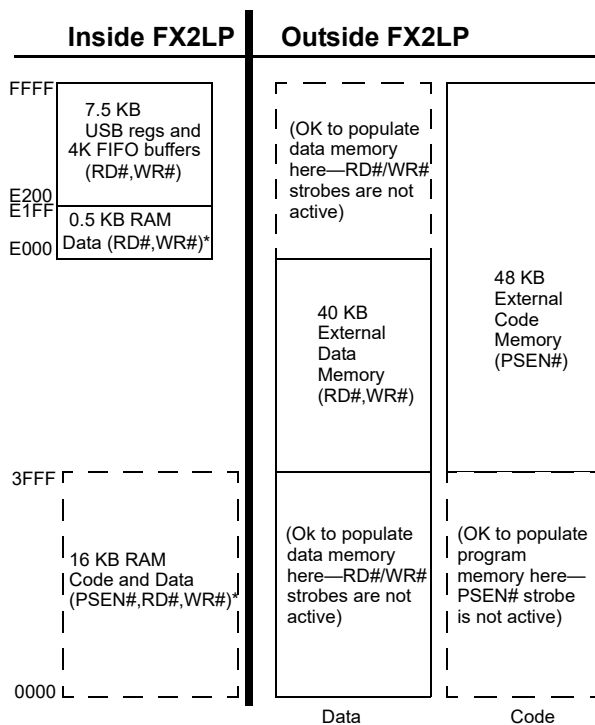 Inside FX2LP
Outside FX2LP
FFFF
7.5 KB
USB regs and
4K FIFO buffers
(RD#,WR#)
E200
E1FF
0.5 KB RAM
Data (RD#,WR#)*
E000
(OK to populate
data memory
here—RD#/WR#
strobes are not
active)
40 KB
External
Data
Memory
(RD#,WR#)
48 KB
External
Code
Memory
(PSEN#)
3FFF
16 KB RAM
Code and Data
(PSEN#,RD#,WR#)*
(Ok to populate
data memory
here—RD#/WR#
strobes are not
active)
(OK to populate
program
memory here—
PSEN# strobe
is not active)
0000
Data
Code